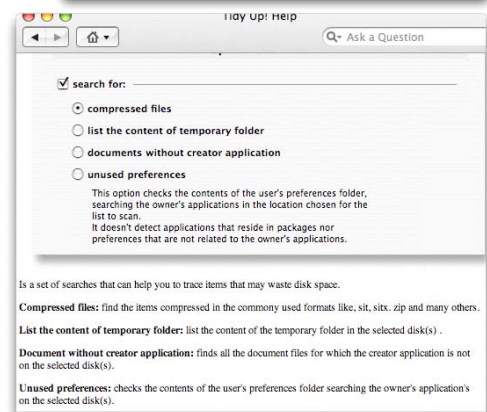 Tidy Up! Help
Ask a Question
search for:
compressed files
list the content of temporary folder
documents without creator application
unused preferences
This option checks the contents of the user's preferences folder,
searching the owner's applications in the location chosen for the
list to scan.
It doesn't detect applications that reside in packages nor
preferences that are not related to the owner's applications.
Is a set of searches that can help you to trace items that may waste disk space.
Compressed files: find the items compressed in the commony used formats like, sit, sitx. zip and many others.
List the content of temporary folder: list the content of the temporary folder in the selected disk(s) .
Document without creator application: finds all the document files for which the creator application is not
on the selected disk(s).
Unused preferences: checks the contents of the user's preferences folder searching the owner's application's
on the selected disk(s).